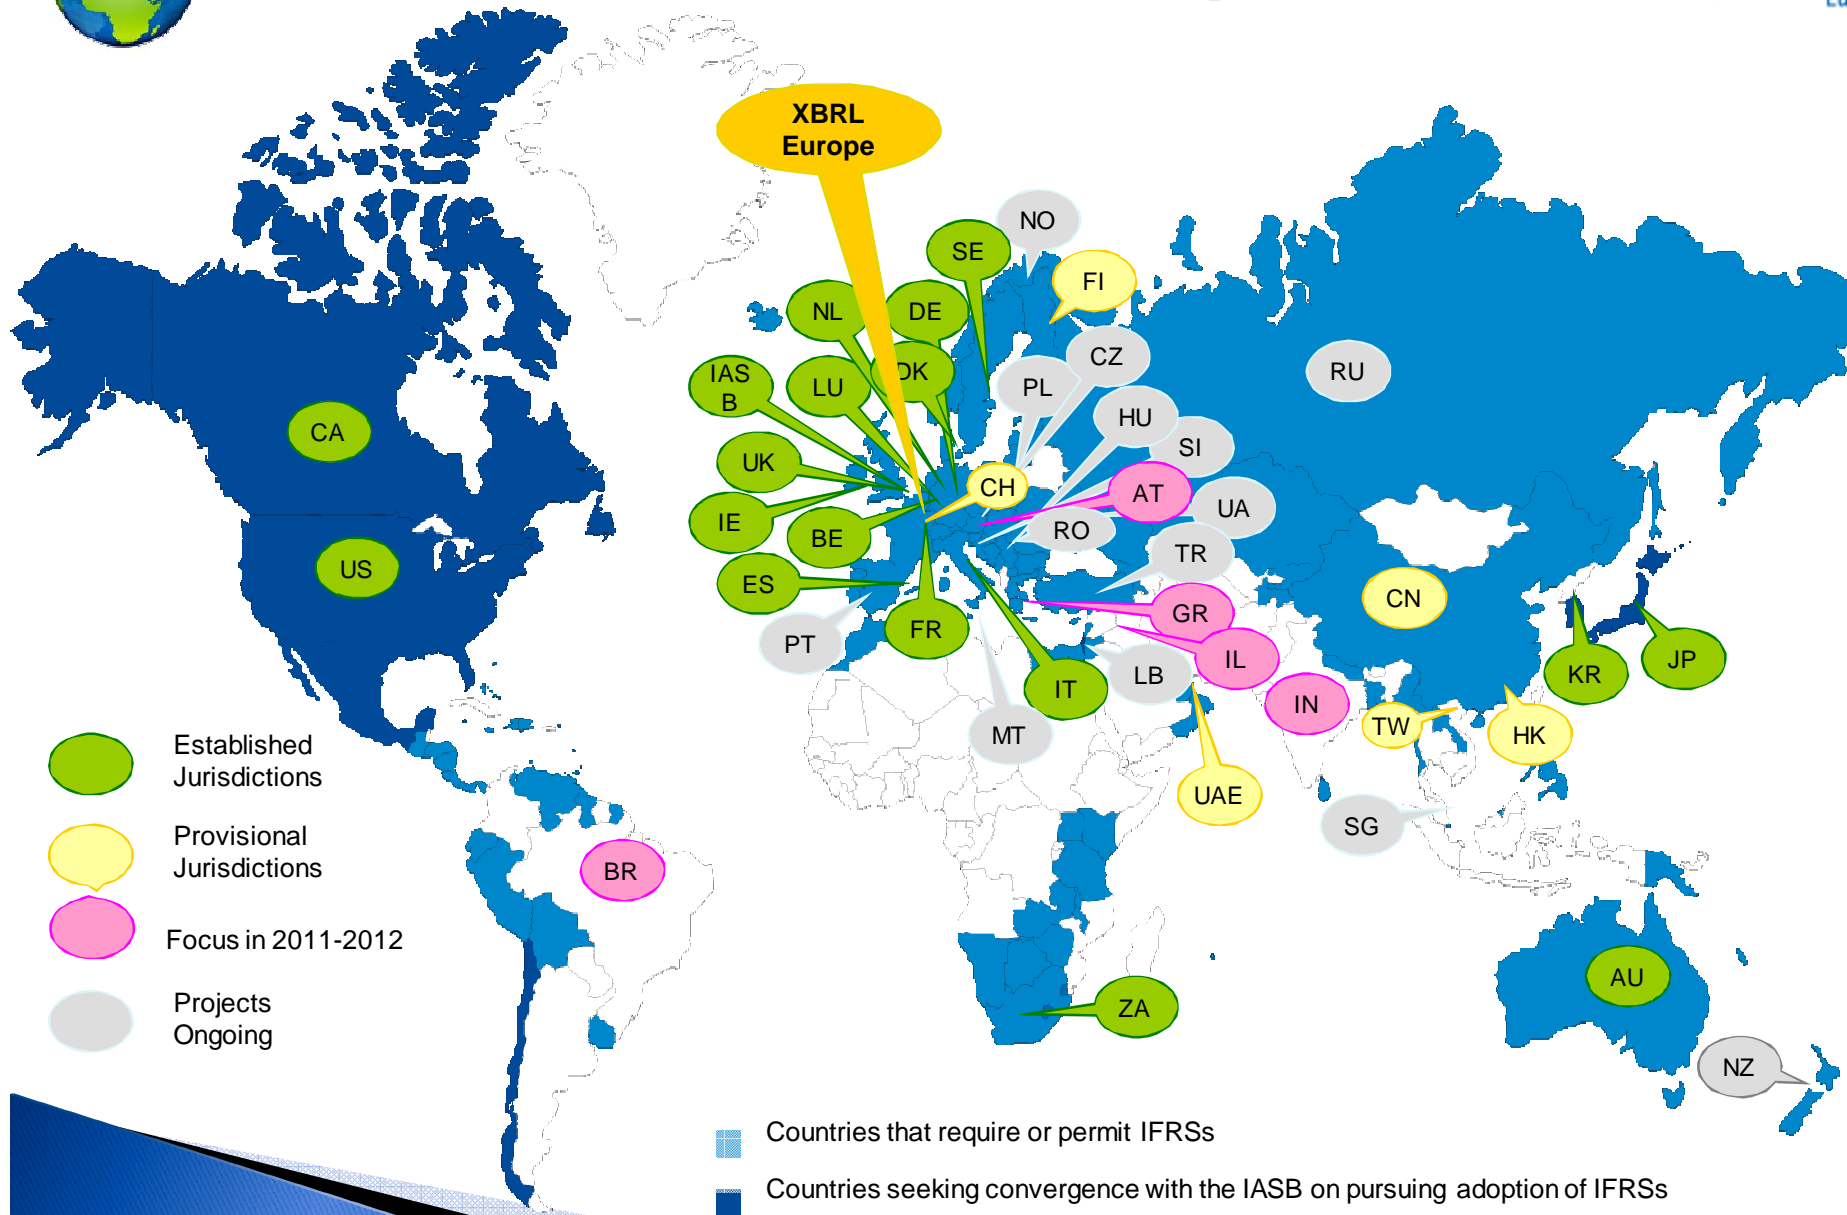 Eu
XBRL
Europe
NO
SE
FI
NL
DE
CZ
RU
IAS
B
LU
DK
PL
HU
CA
SI
UK
CH
AT
UA
IE
BE
RO
TR
US
ES
CN
GR
FR
PT
IL
LB
KR
JP
IT
IN
TW
HK
MT
UAE
SG
BR
AU
ZA
NZ
Established
Jurisdictions
Provisional
Jurisdictions
Focus in 2011-2012
Projects
Ongoing
Countries that require or permit IFRSs
Countries seeking convergence with the IASB on pursuing adoption of IFRSs